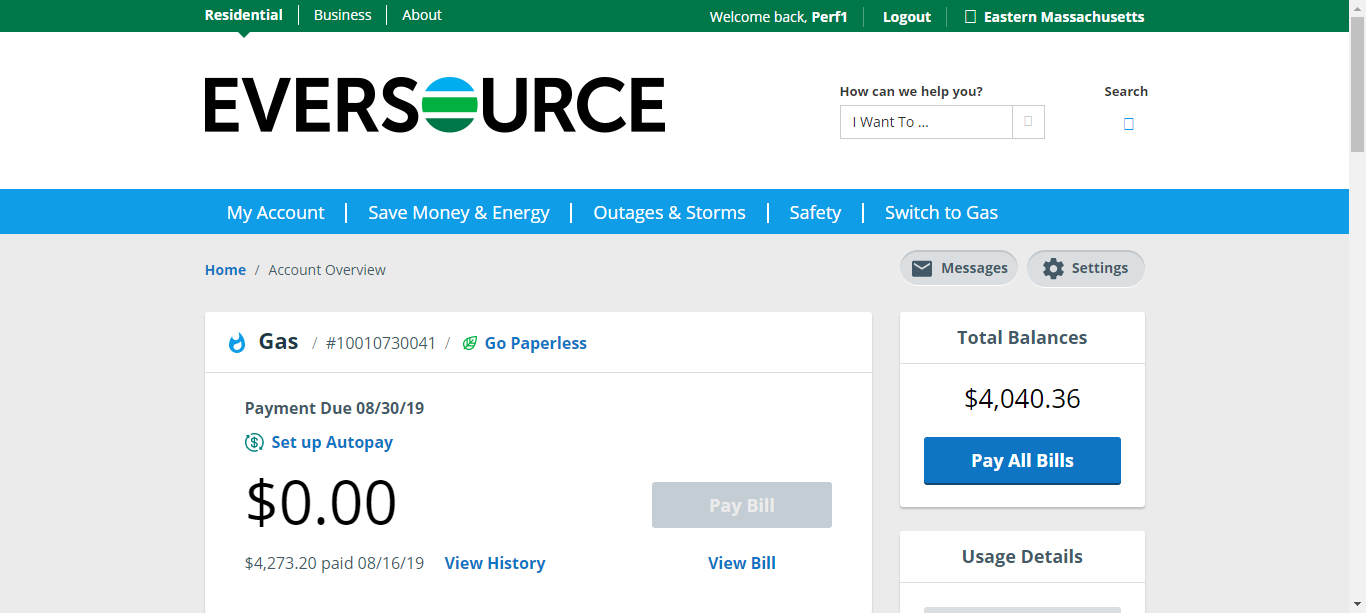 Residential Business About
Welcome back, Perf1 Logout Eastern Massachusetts
EVERSOURCE
How can we help you?
I Want To ...
Search
My Account Save Money & Energy Outages & Storms Safety Switch to Gas
Home / Account Overview
Messages Settings
Gas / #10010730041 / Go Paperless
Payment Due 08/30/19
Set up Autopay
$0.00
Pay Bill
$4,273.20 paid 08/16/19 View History
View Bill
Total Balances
$4,040.36
Pay All Bills
Usage Details